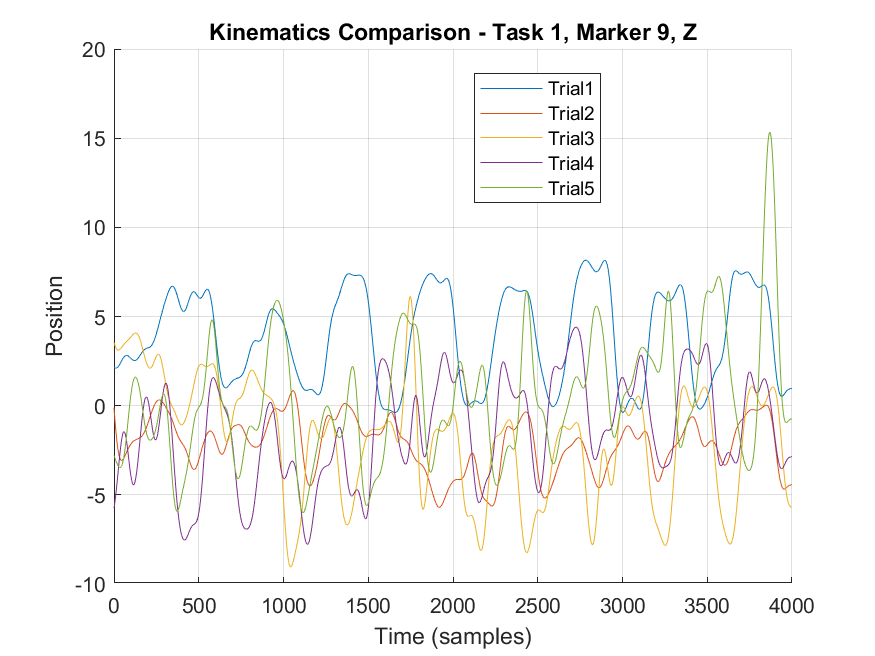 Kinematics Comparison - Task 1, Marker 9, Z
20
15
10
5
0
-5
-10
Position
Trial1
Trial2
Trial3
Trial4
Trial5
0 500 1000 1500 2000 2500 3000 3500 4000
Time (samples)